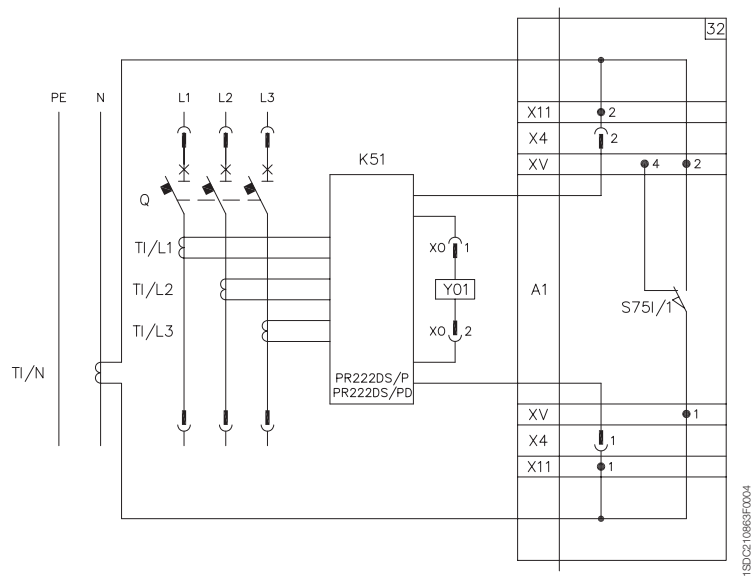 32
PE N L1 L2 L3
X11 2
K51
X4 2
XV 4 2
Q
TI/L1
X0 1
TI/L2
Y01
A1
S75I/1
TI/L3
X0 2
TI/N
PR222DS/P
PR222DS/PD
XV 1
X4 1
X11 1
1SDC210863F0004